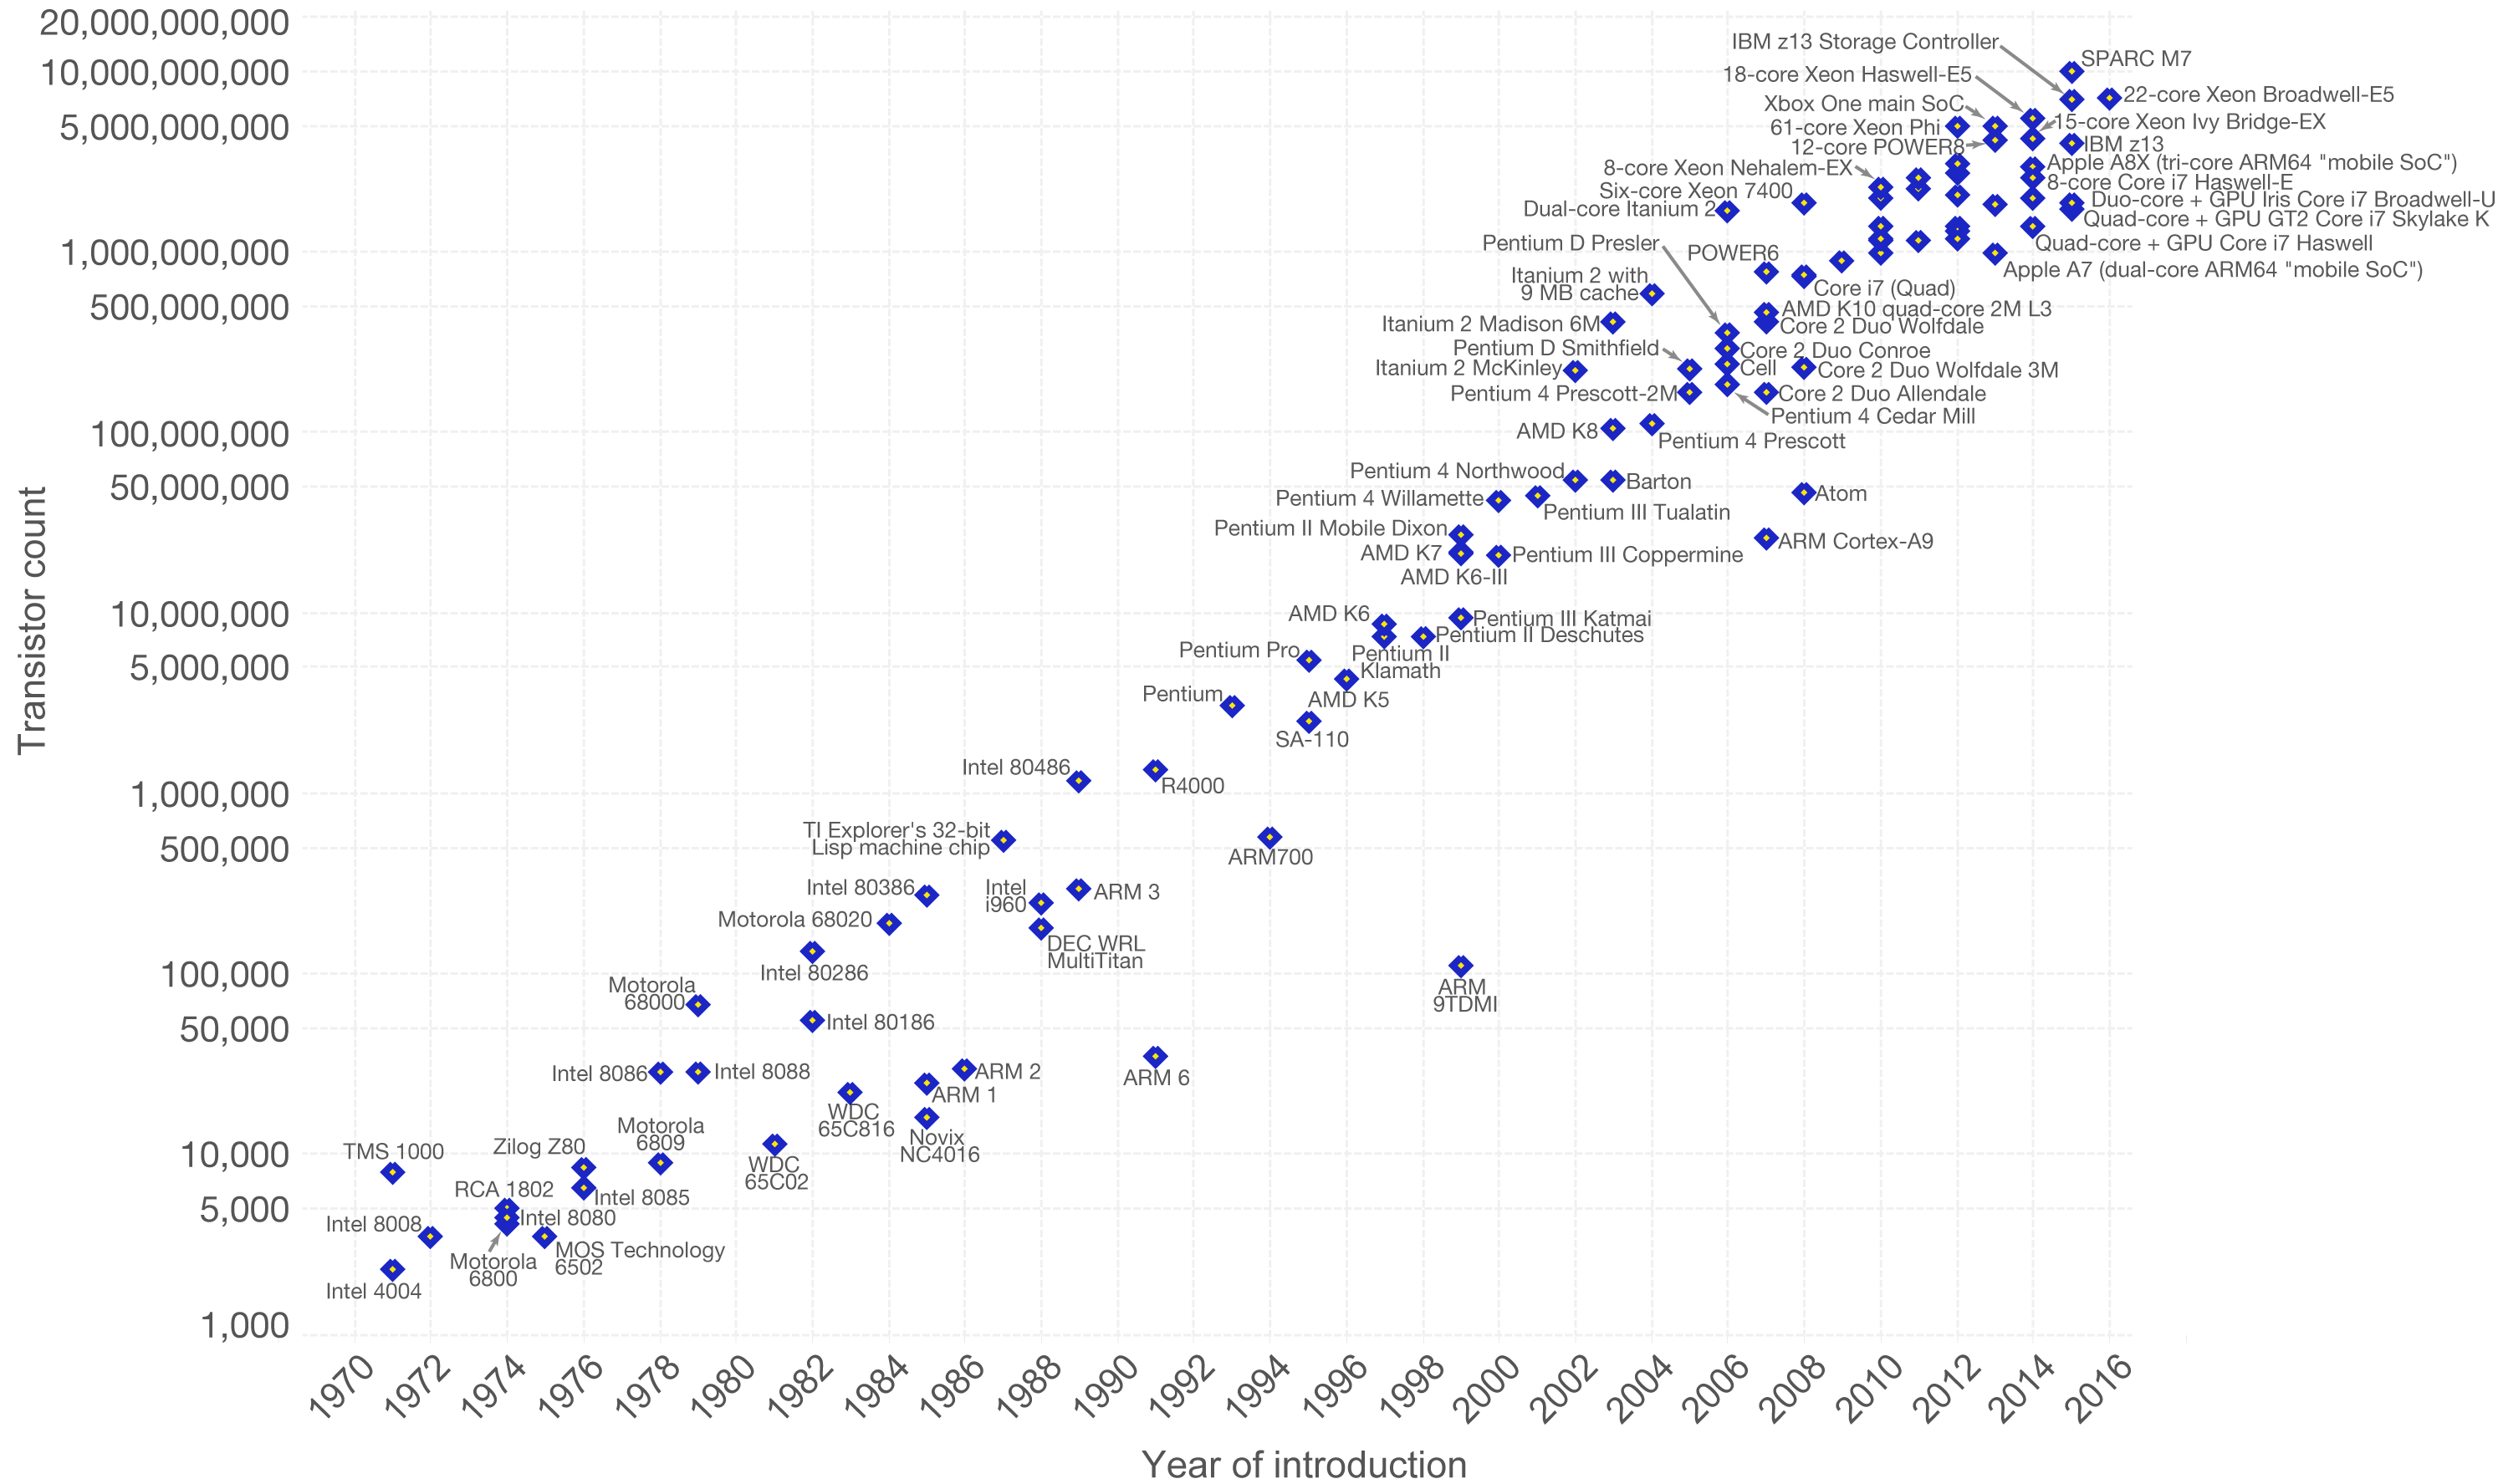 20,000,000,000
10,000,000,000
5,000,000,000
1,000,000,000
500,000,000
100,000,000
50,000,000
10,000,000
5,000,000
1,000,000
500,000
100,000
50,000
10,000
5,000
1,000
Transistor count
IBM z13 Storage Controller
SPARC M7
18-core Xeon Haswell-E5
22-core Xeon Broadwell-E5
Xbox One main SoC
61-core Xeon Phi
15-core Xeon Ivy Bridge-EX
12-core POWER8
IBM z13
8-core Xeon Nehalem-EX
Apple A8X (tri-core ARM64 "mobile SoC")
Six-core Xeon 7400
8-core Core i7 Haswell-E
Dual-core Itanium 2
Duo-core + GPU Iris Core i7 Broadwell-U
Quad-core + GPU GT2 Core i7 Skylake K
Pentium D Presler
POWER6
Quad-core + GPU Core i7 Haswell
Itanium 2 with
9 MB cache
Apple A7 (dual-core ARM64 "mobile SoC")
Core i7 (Quad)
AMD K10 quad-core 2M L3
Itanium 2 Madison 6M
Core 2 Duo Wolfdale
Pentium D Smithfield
Core 2 Duo Conroe
Itanium 2 McKinley
Cell
Core 2 Duo Wolfdale 3M
Pentium 4 Prescott-2M
Core 2 Duo Allendale
Pentium 4 Cedar Mill
AMD K8
Pentium 4 Prescott
Pentium 4 Northwood
Barton
Atom
Pentium 4 Willamette
Pentium III Tualatin
Pentium II Mobile Dixon
ARM Cortex-A9
AMD K7
Pentium III Coppermine
AMD K6-III
AMD K6
Pentium III Katmai
Pentium II Deschutes
Pentium Pro
Pentium II
Klamath
Pentium
AMD K5
SA-110
Intel 80486
R4000
TI Explorer's 32-bit
Lisp machine chip
ARM700
Intel 80386
Intel
i960
ARM 3
Motorola 68020
DEC WRL
MultiTitan
Intel 80286
Motorola
68000
ARM
9TDMI
Intel 80186
Intel 8086
Intel 8088
ARM 2
ARM 6
ARM 1
WDC
65C816
Motorola
6809
Novix
NC4016
TMS 1000
Zilog Z80
WDC
65C02
RCA 1802
Intel 8085
Intel 8008
Intel 8080
MOS Technology
6502
Motorola
6800
Intel 4004
1970
1972
1974
1976
1978
1980
1982
1984
1986
1988
1990
1992
1994
1996
1998
2000
2002
2004
2006
2008
2010
2012
2014
2016
Year of introduction